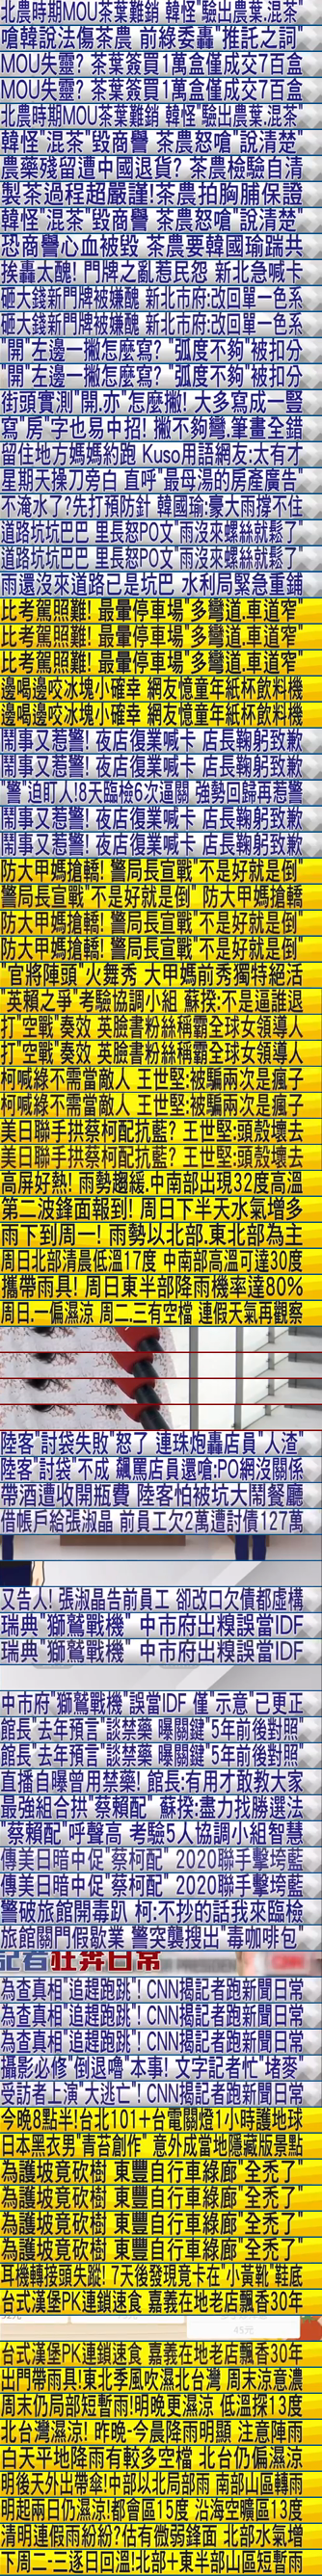 北農時期MOU茶葉難銷 韓怪"驗出農葉.混茶"
嗆韓說法傷茶農 前綠委轟"推託之詞"
MOU失靈? 茶葉簽買1萬盒僅成交7百盒
MOU失靈? 茶葉簽買1萬盒僅成交7百盒
北農時期MOU茶葉難銷 韓怪"驗出農葉.混茶"
韓怪"混茶"毀商譽 茶農怒嗆"說清楚"
農藥殘留遭中國退貨? 茶農檢驗自清
製茶過程超嚴謹!茶農拍胸脯保證
韓怪"混茶"毀商譽 茶農怒嗆"說清楚"
恐商譽心血被毀 茶農要韓國瑜踹共
挨轟太醜! 門牌之亂惹民怨 新北急喊卡
砸大錢新門牌被嫌醜 新北市府:改回單一色系
砸大錢新門牌被嫌醜 新北市府:改回單一色系
"開"左邊一撇怎麼寫? "弧度不夠"被扣分
"開"左邊一撇怎麼寫? "弧度不夠"被扣分
街頭實測"開.亦"怎麼撇! 大多寫成一豎
寫"房"字也易中招! 撇不夠彎.筆畫全錯
留住地方媽媽約跑 Kuso用語網友:太有才
星期天操刀旁白 直呼"最母湯的房產廣告"
不淹水了?先打預防針 韓國瑜:豪大雨撐不住
道路坑坑巴巴 里長怒PO文"雨沒來螺絲就鬆了"
道路坑坑巴巴 里長怒PO文"雨沒來螺絲就鬆了"
雨還沒來道路已是坑巴 水利局緊急重鋪
比考駕照難! 最暈停車場"多彎道.車道窄"
比考駕照難! 最暈停車場"多彎道.車道窄"
比考駕照難! 最暈停車場"多彎道.車道窄"
邊喝邊咬冰塊小確幸 網友憶童年紙杯飲料機
邊喝邊咬冰塊小確幸 網友憶童年紙杯飲料機
鬧事又惹警! 夜店復業喊卡 店長鞠躬致歉
鬧事又惹警! 夜店復業喊卡 店長鞠躬致歉
"警"迫盯人!8天臨檢6次逼關 強勢回歸再惹警
鬧事又惹警! 夜店復業喊卡 店長鞠躬致歉
鬧事又惹警! 夜店復業喊卡 店長鞠躬致歉
防大甲媽搶轎! 警局長宣戰"不是好就是倒"
警局長宣戰"不是好就是倒" 防大甲媽搶轎
防大甲媽搶轎! 警局長宣戰"不是好就是倒"
防大甲媽搶轎! 警局長宣戰"不是好就是倒"
"官將陣頭"火舞秀 大甲媽前秀獨特絕活
"英賴之爭"考驗協調小組 蘇揆:不是逼誰退
打"空戰"奏效 英臉書粉絲稱霸全球女領導人
打"空戰"奏效 英臉書粉絲稱霸全球女領導人
柯喊綠不需當敵人 王世堅:被騙兩次是瘋子
柯喊綠不需當敵人 王世堅:被騙兩次是瘋子
美日聯手拱蔡柯配抗藍? 王世堅:頭殼壞去
美日聯手拱蔡柯配抗藍? 王世堅:頭殼壞去
高屏好熱! 雨勢趨緩.中南部出現32度高溫
第二波鋒面報到! 周日下半天水氣增多
雨下到周一! 雨勢以北部.東北部為主
周日北部清晨低溫17度 中南部高溫可達30度
攜帶雨具! 周日東半部降雨機率達80%
周日.一偏濕涼 周二.三有空檔 連假天氣再觀察
陸客"討袋失敗"怒了 連珠炮轟店員"人渣"
陸客"討袋"不成 飆罵店員還嗆:PO網沒關係
帶酒遭收開瓶費 陸客怕被坑大鬧餐廳
借帳戶給張淑晶 前員工欠2萬遭討債127萬
又告人! 張淑晶告前員工 卻改口欠債都虛構
瑞典"獅鷲戰機" 中市府出糗誤當IDF
瑞典"獅鷲戰機" 中市府出糗誤當IDF
中市府"獅鷲戰機"誤當IDF 僅"示意"已更正
館長"去年預言"談禁藥 曝關鍵"5年前後對照"
館長"去年預言"談禁藥 曝關鍵"5年前後對照"
直播自曝曾用禁藥! 館長:有用才敢教大家
最強組合拱"蔡賴配" 蘇揆:盡力找勝選法
"蔡賴配"呼聲高 考驗5人協調小組智慧
傳美日暗中促"蔡柯配" 2020聯手擊垮藍
傳美日暗中促"蔡柯配" 2020聯手擊垮藍
警破旅館開毒趴 柯:不抄的話我來臨檢
旅館關門假歇業 警突襲搜出"毒咖啡包"
記者狂奔日常
為查真相"追趕跑跳"! CNN揭記者跑新聞日常
為查真相"追趕跑跳"! CNN揭記者跑新聞日常
為查真相"追趕跑跳"! CNN揭記者跑新聞日常
攝影必修"倒退嚕"本事! 文字記者忙"堵麥"
受訪者上演"大逃亡"! CNN揭記者跑新聞日常
今晚8點半!台北101+台電關燈1小時護地球
日本黑衣男"青苔創作" 意外成當地隱藏版景點
為護坡竟砍樹 東豐自行車綠廊"全禿了"
為護坡竟砍樹 東豐自行車綠廊"全禿了"
為護坡竟砍樹 東豐自行車綠廊"全禿了"
為護坡竟砍樹 東豐自行車綠廊"全禿了"
耳機轉接頭失蹤! 7天後發現竟卡在"小黃靴"鞋底
台式漢堡PK連鎖速食 嘉義在地老店飄香30年
45元
台式漢堡PK連鎖速食 嘉義在地老店飄香30年
出門帶雨具!東北季風吹濕北台灣 周末涼意濃
周末仍局部短暫雨!明晚更濕涼 低溫探13度
北台灣濕涼! 昨晚-今晨降雨明顯 注意陣雨
白天平地降雨有較多空檔 北台仍偏濕涼
明後天外出帶傘!中部以北局部雨 南部山區轉雨
明起兩日仍濕涼!都會區15度 沿海空曠區13度
清明連假雨紛紛?估有微弱鋒面 北部水氣增
下周二-三逐日回溫!北部+東半部山區短暫雨